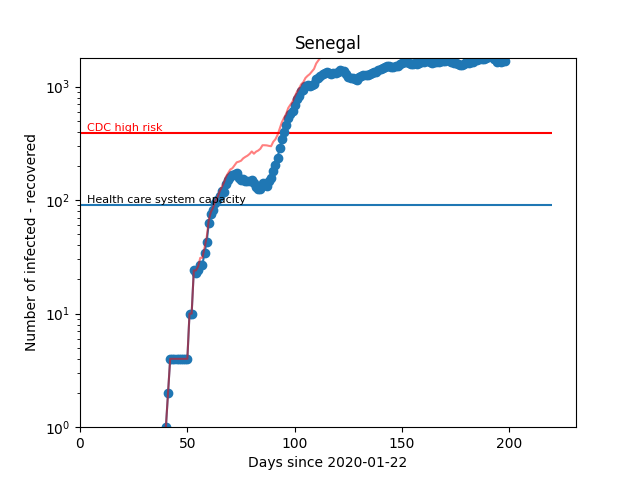 Senegal
Number of infected - recovered
10³
CDC high risk
10²
Health care system capacity
10¹
10⁰
0 50 100 150 200
Days since 2020-01-22